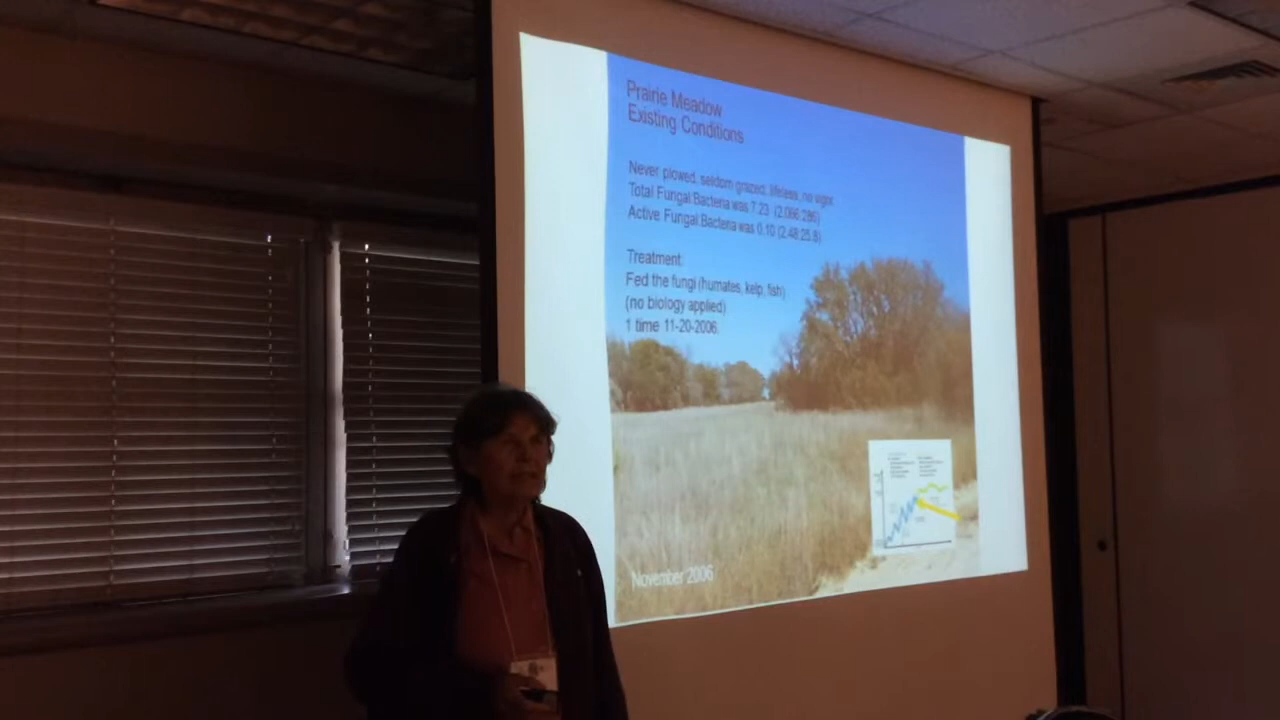 Prairie Meadow
Existing Conditions
Never plowed, seldom grazed; lifeless, no vigor
Total Fungal:Bacteria was 7.23 (2,066:286)
Active Fungal:Bacteria was 0.10 (2.48:25.8)
Treatment:
Fed the fungi (humates, kelp, fish)
(no biology applied)
1 time 11-20-2006.
November 2006